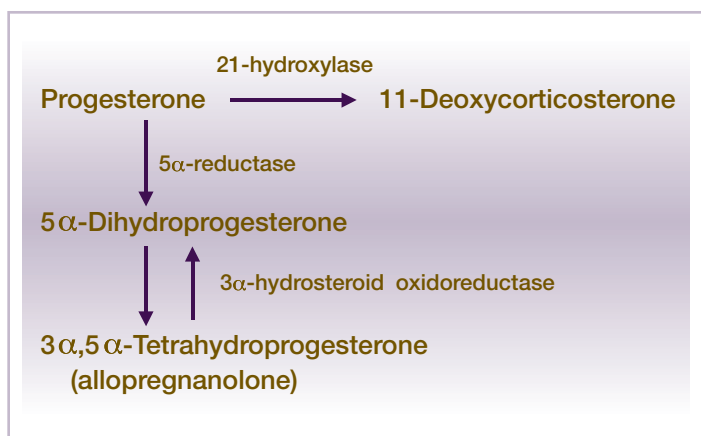 21-hydroxylase
Progesterone 11-Deoxycorticosterone
5α-reductase
5α-Dihydroprogesterone
3α-hydrosteroid oxidoreductase
3α,5α-Tetrahydroprogesterone
(allopregnanolone)